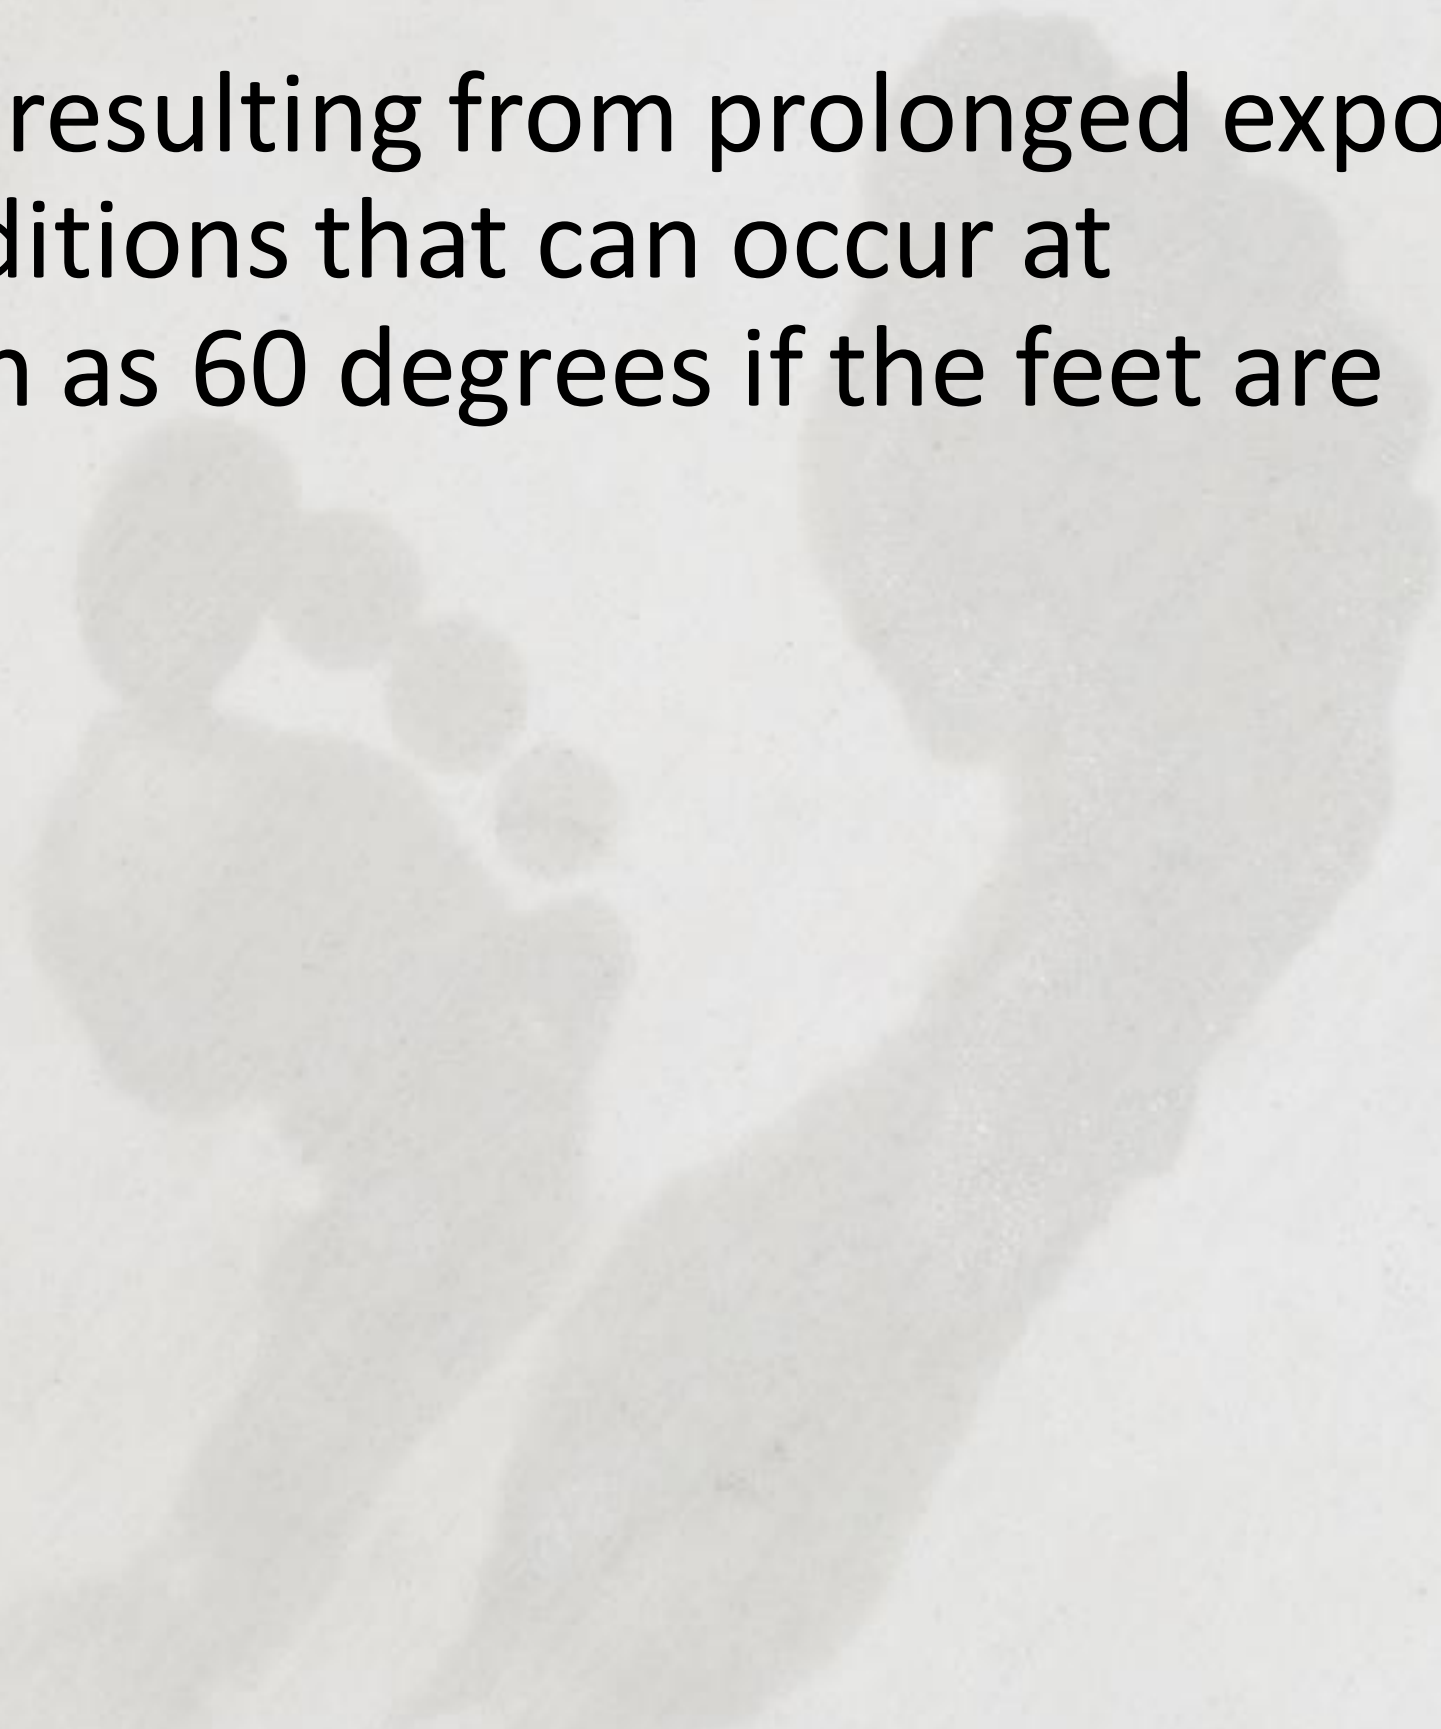 resulting from prolonged expo
ditions that can occur at
as 60 degrees if the feet are